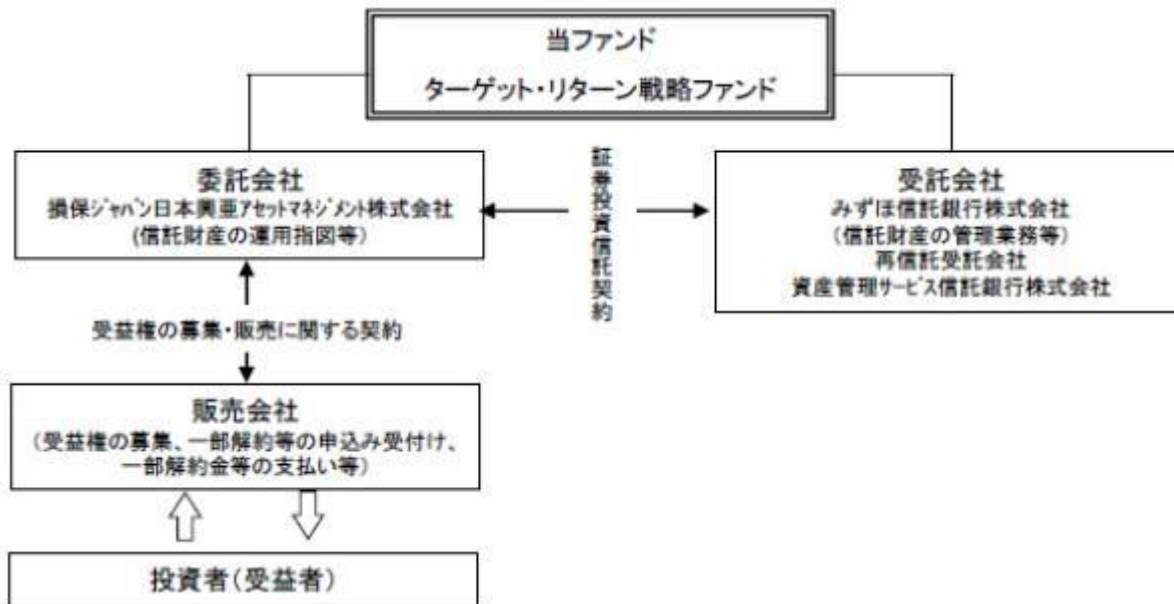 当ファンド
ターゲット・リターン戦略ファンド
委託会社
損保ジャパン日本興亜アセットマネジメント株式会社
(信託財産の運用指図等)
証券投資信託契約
受託会社
みずほ信託銀行株式会社
(信託財産の管理業務等)
再信託受託会社
資産管理サービス信託銀行株式会社
受益権の募集・販売に関する契約
販売会社
(受益権の募集、一部解約等の申込み受付け、
一部解約金等の支払い等)
投資者(受益者)